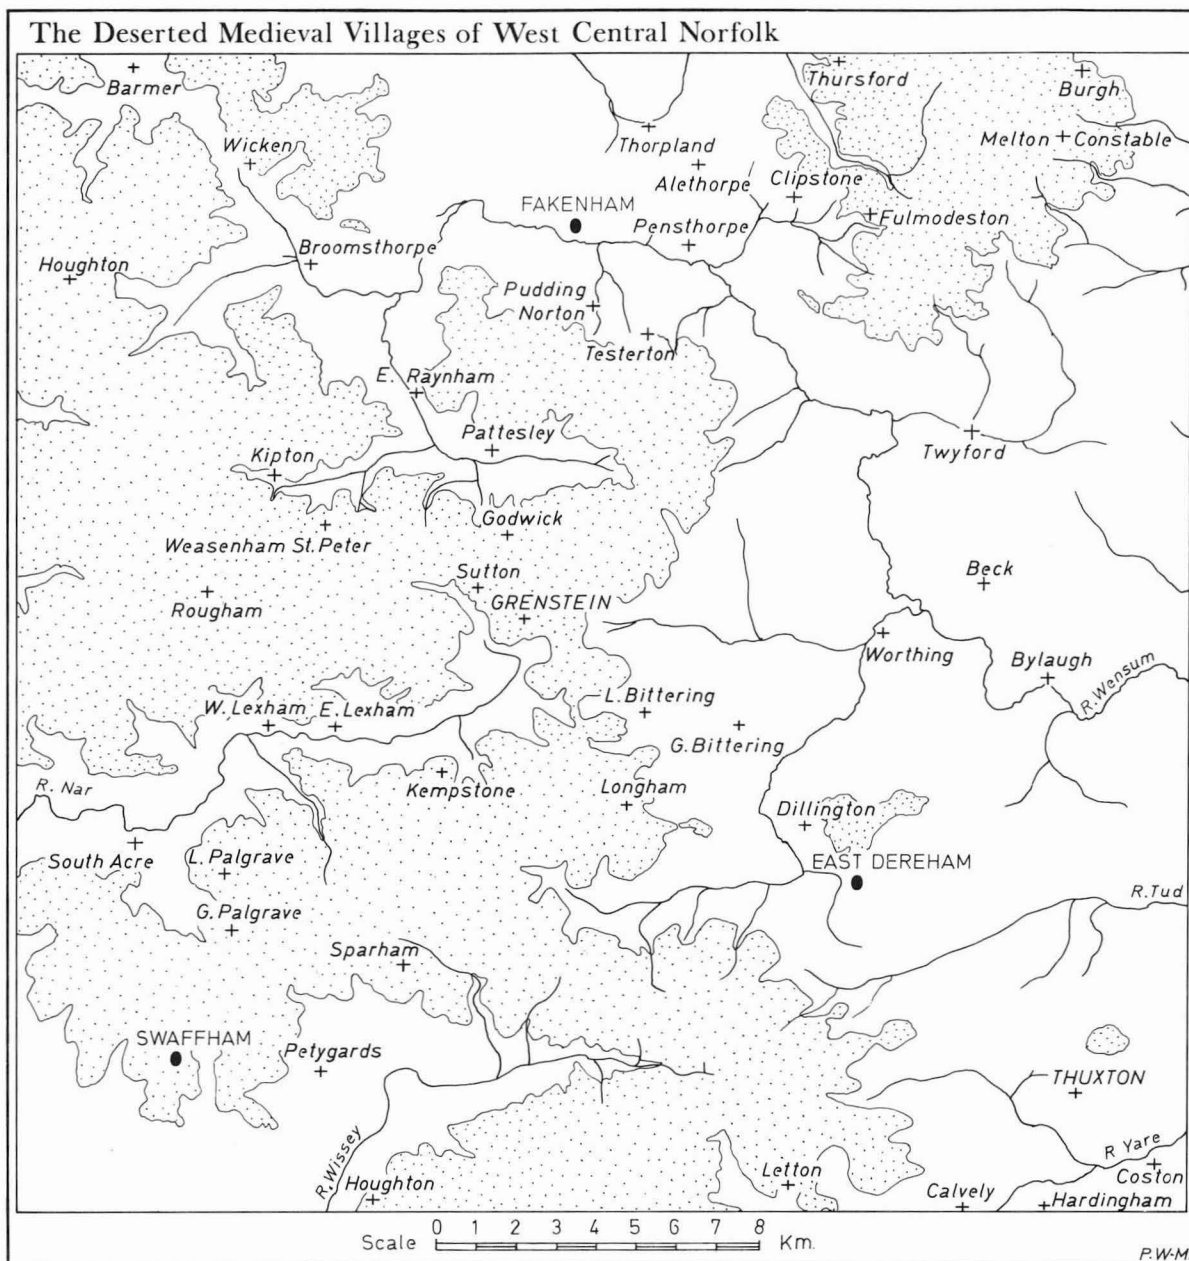 The Deserted Medieval Villages of West Central Norfolk
Barmer
Thursford
Burgh
Wicken
Thorpland
Melton Constable
Alethorpe
Clipstone
FAKENHAM
Fulmodeston
Pensthorpe
Broomsthorpe
Houghton
Pudding
Norton
Testerton
E. Raynham
Pattesley
Kipton
Twyford
Godwick
Weasenham St. Peter
Sutton
Beck
Rougham
GRENSTEIN
Worthing
Bylaugh
R. Wensum
L. Bittering
W. Lexham
E. Lexham
G. Bittering
R. Nar
Kempstone
Longham
Dillington
South Acre
L. Palgrave
EAST DEREHAM
R. Tud
G. Palgrave
Sparham
SWAFFHAM
Petygards
THUXTON
R. Wissey
R Yare
Houghton
Letton
Coston
Calvely
Hardingham
0 1 2 3 4 5 6 7 8
Scale
Km.
P.W-M.